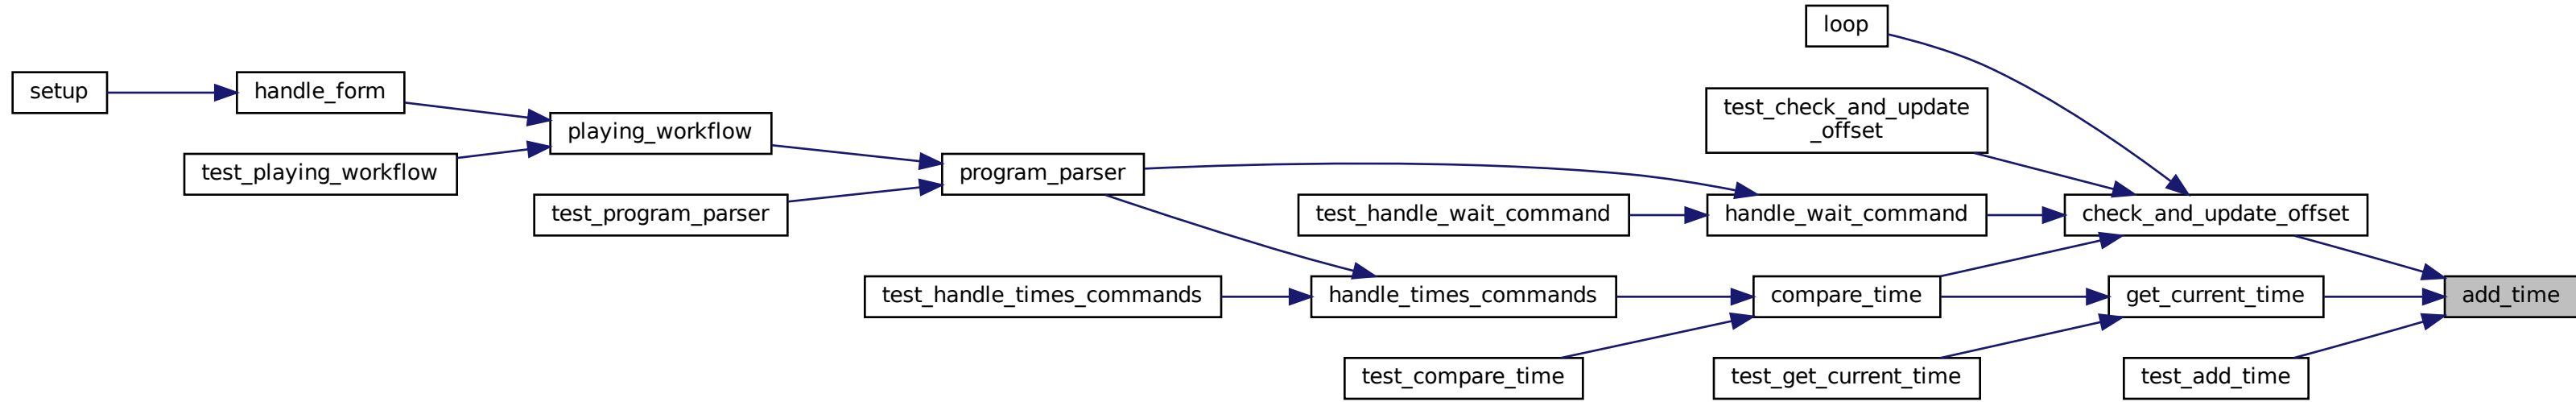 loop
setup
handle_form
test_check_and_update
_offset
playing_workflow
test_playing_workflow
program_parser
test_program_parser
test_handle_wait_command
handle_wait_command
check_and_update_offset
test_handle_times_commands
handle_times_commands
compare_time
get_current_time
add_time
test_compare_time
test_get_current_time
test_add_time